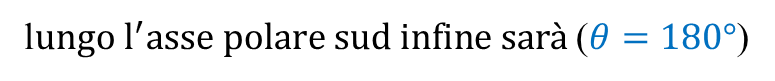 lungo l′asse polare sud infine sarà (θ = 180°)